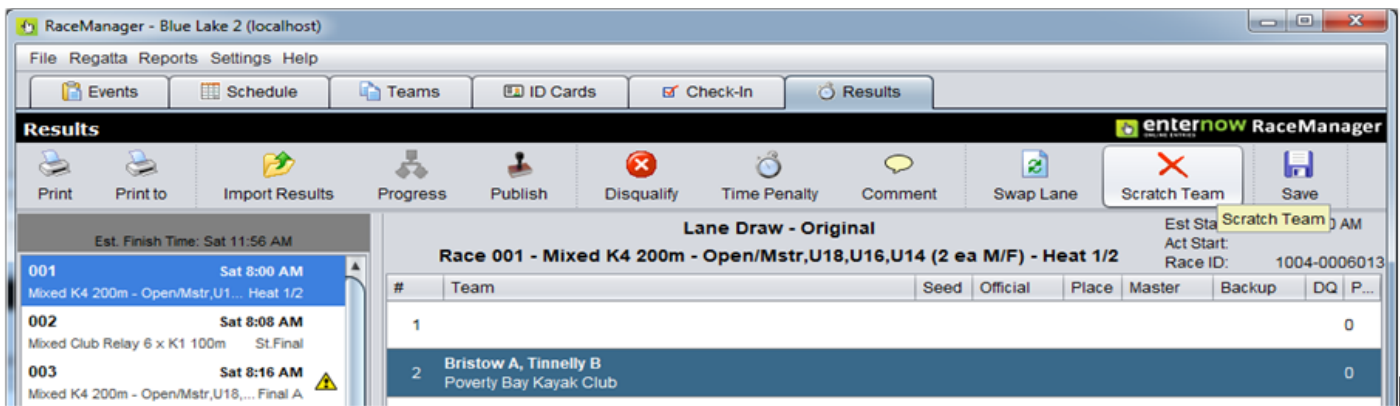 RaceManager - Blue Lake 2 (localhost)
File Regatta Reports Settings Help
Events Schedule Teams ID Cards Check-In Results
Results enternow RaceManager
ONLINE ENTRIES
Print Print to Import Results Progress Publish Disqualify Time Penalty Comment Swap Lane Scratch Team Save
Scratch Team
Est. Finish Time: Sat 11:56 AM
001 Sat 8:00 AM
Mixed K4 200m - Open/Mstr,U1... Heat 1/2
002 Sat 8:08 AM
Mixed Club Relay 6 x K1 100m St.Final
003 Sat 8:16 AM
Mixed K4 200m - Open/Mstr,U18,... Final A
Lane Draw - Original
Race 001 - Mixed K4 200m - Open/Mstr,U18,U16,U14 (2 ea M/F) - Heat 1/2
Est Sta 0 AM
Act Start:
Race ID: 1004-0006013
# Team Seed Official Place Master Backup DQ P...
1 0
2 Bristow A, Tinnelly B 0
Poverty Bay Kayak Club